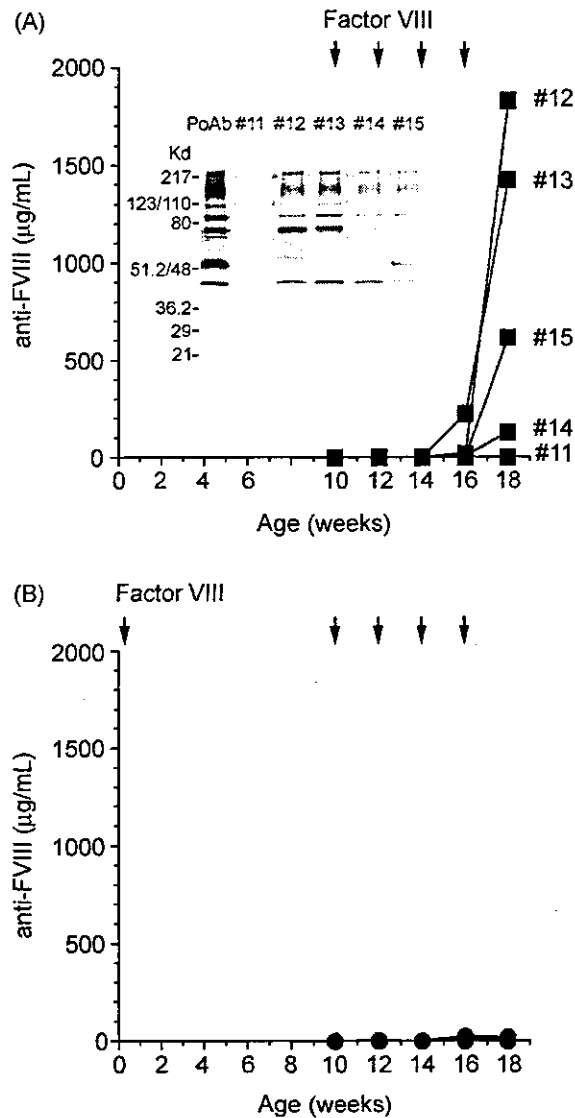 (A) Factor VIII
2000
1500
1000
500
0
anti-FVIII (µg/mL)
PoAb #11 #12 #13 #14 #15
Kd
217-
123/110-
80-
51.2/48-
36.2-
29-
21-
#12
#13
#15
#14
#11
0 2 4 6 8 10 12 14 16 18
Age (weeks)
(B) Factor VIII
2000
1500
1000
500
0
anti-FVIII (µg/mL)
0 2 4 6 8 10 12 14 16 18
Age (weeks)